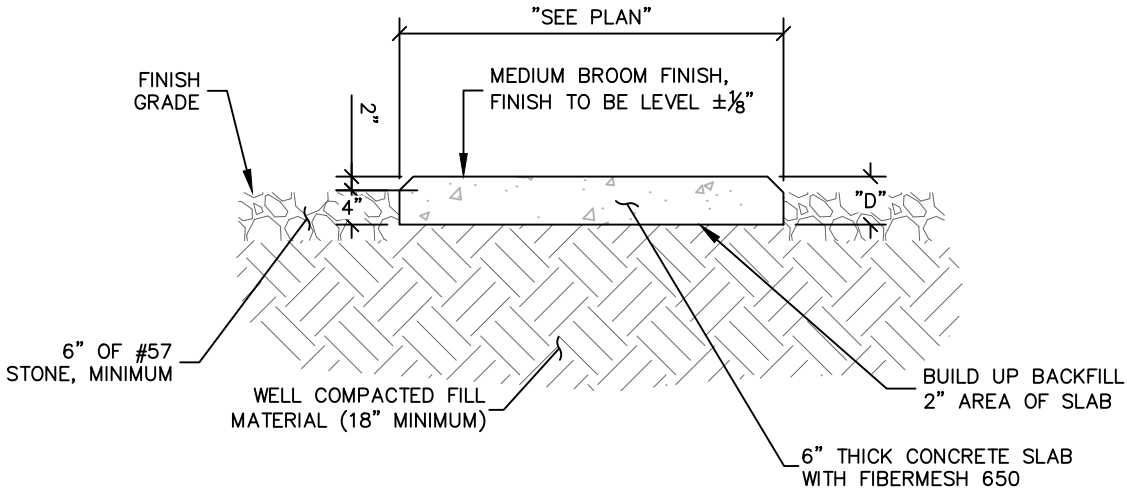 "SEE PLAN"
FINISH
GRADE
2"
MEDIUM BROOM FINISH,
FINISH TO BE LEVEL ±⅛"
4"
"D"
6" OF #57
STONE, MINIMUM
WELL COMPACTED FILL
MATERIAL (18" MINIMUM)
BUILD UP BACKFILL
2" AREA OF SLAB
6" THICK CONCRETE SLAB
WITH FIBERMESH 650